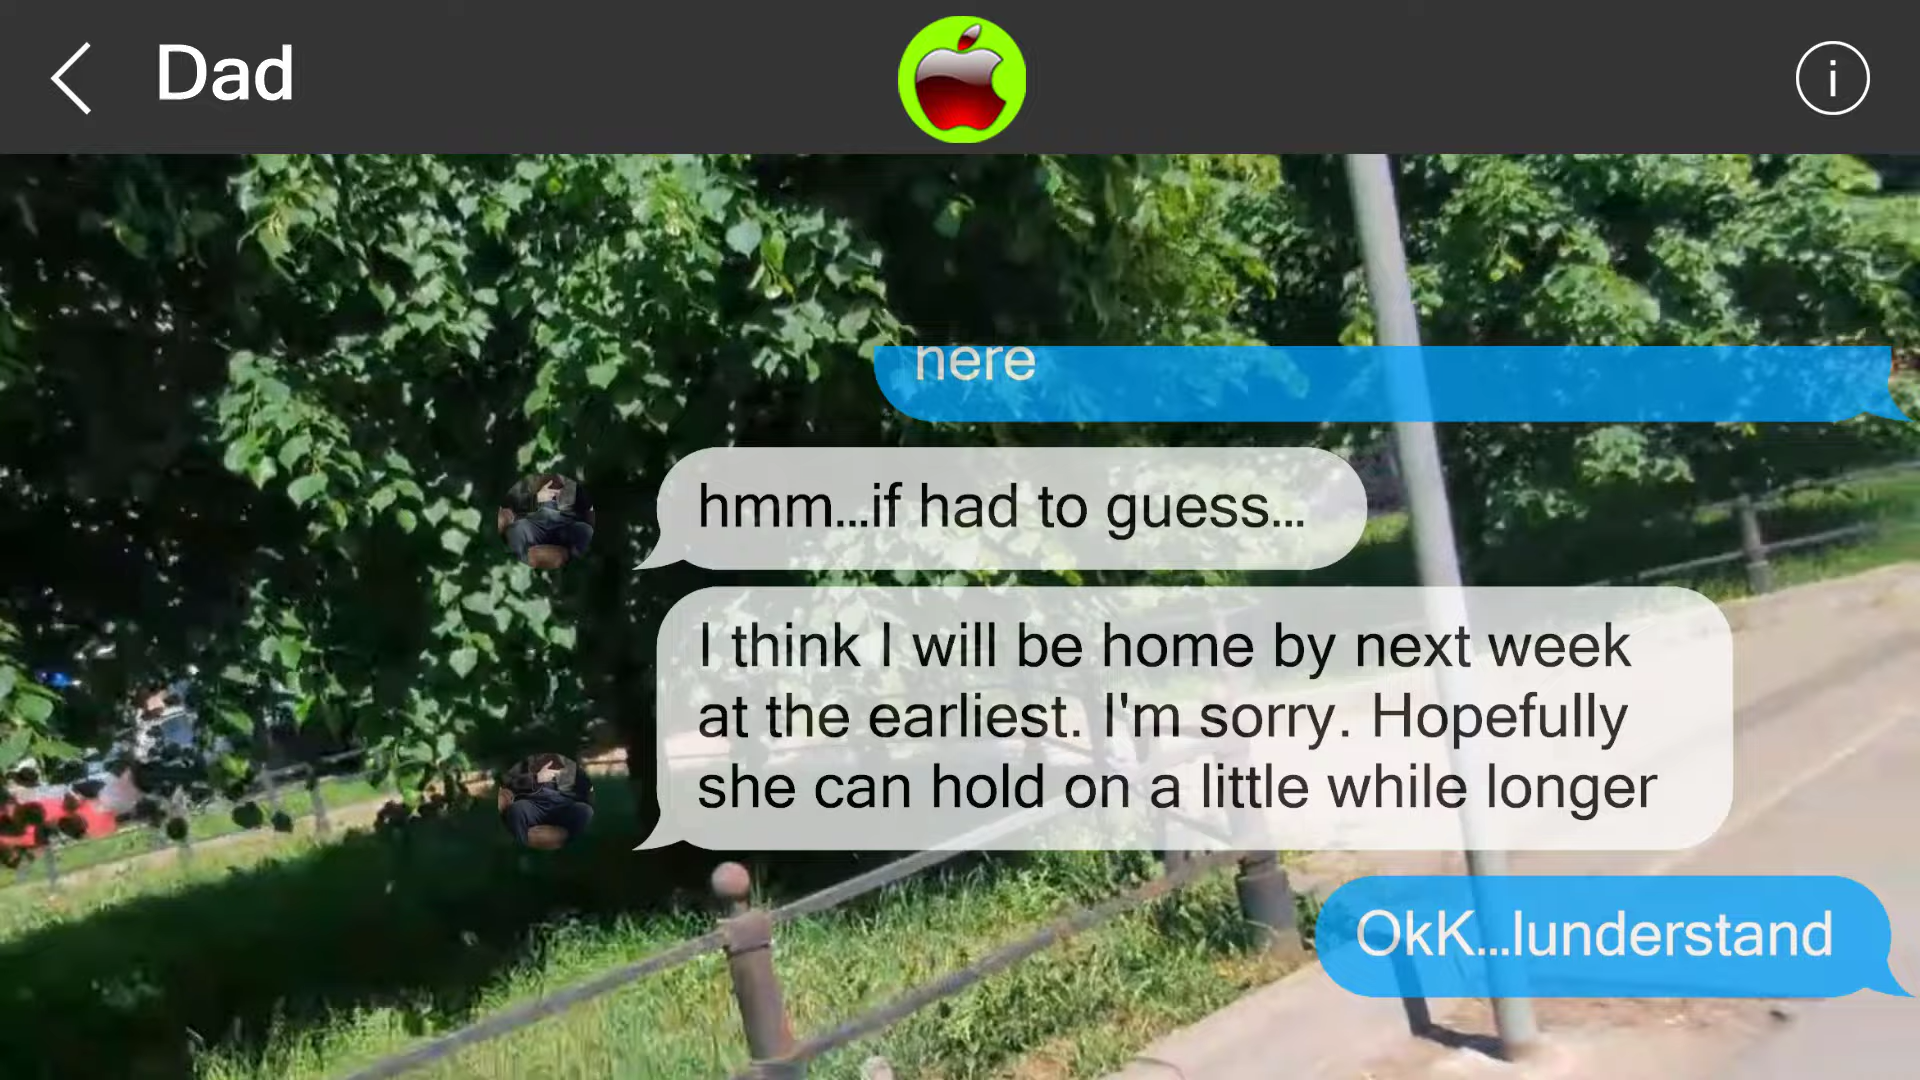 Dad
i
here
hmm...if had to guess...
I think I will be home by next week
at the earliest. I'm sorry. Hopefully
she can hold on a little while longer
OkK...Iunderstand